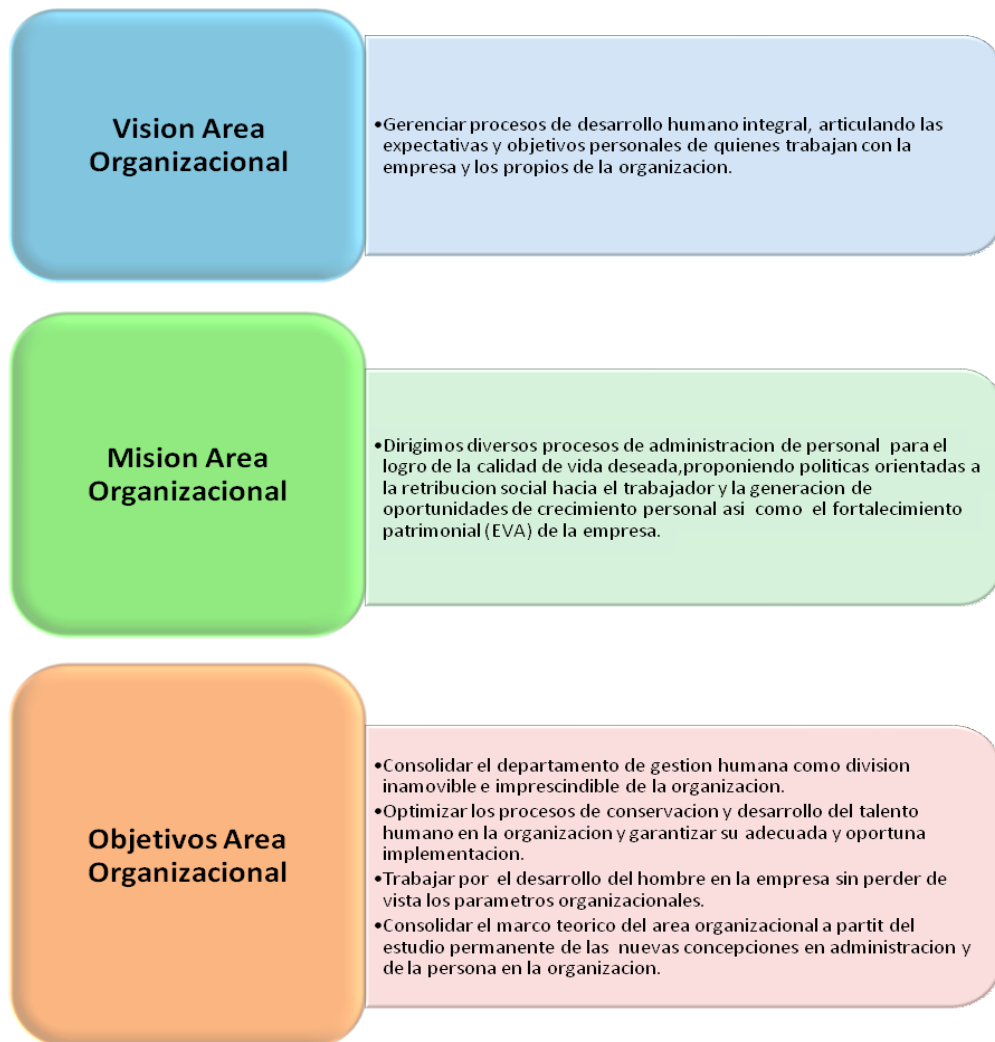 Vision Area
Organizacional
•Gerenciar procesos de desarrollo humano integral, articulando las
expectativas y objetivos personales de quienes trabajan con la
empresa y los propios de la organizacion.
Mision Area
Organizacional
•Dirigimos diversos procesos de administracion de personal para el
logro de la calidad de vida deseada,proponiendo politicas orientadas a
la retribucion social hacia el trabajador y la generacion de
oportunidades de crecimiento personal asi como el fortalecimiento
patrimonial (EVA) de la empresa.
Objetivos Area
Organizacional
•Consolidar el departamento de gestion humana como division
inamovible e imprescindible de la organizacion.
•Optimizar los procesos de conservacion y desarrollo del talento
humano en la organizacion y garantizar su adecuada y oportuna
implementacion.
•Trabajar por el desarrollo del hombre en la empresa sin perder de
vista los parametros organizacionales.
•Consolidar el marco teorico del area organizacional a partit del
estudio permanente de las nuevas concepciones en administracion y
de la persona en la organizacion.